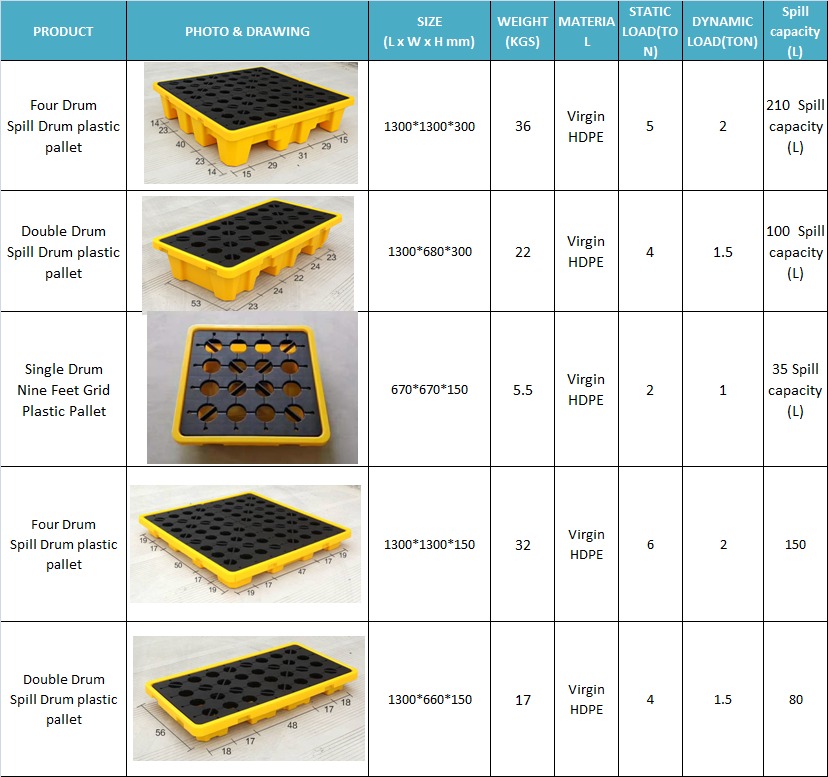 PRODUCT
PHOTO & DRAWING
SIZE
(L x W x H mm)
WEIGHT
(KGS)
MATERIA
L
STATIC
LOAD(TO
N)
DYNAMIC
LOAD(TON)
Spill
capacity
(L)
Four Drum
Spill Drum plastic
pallet
14
23
40
23
14
15
29
31
29
15
1300*1300*300
36
Virgin
HDPE
5
2
210 Spill
capacity
(L)
Double Drum
Spill Drum plastic
pallet
53
23
24
22
24
23
1300*680*300
22
Virgin
HDPE
4
1.5
100 Spill
capacity
(L)
Single Drum
Nine Feet Grid
Plastic Pallet
670*670*150
5.5
Virgin
HDPE
2
1
35 Spill
capacity
(L)
Four Drum
Spill Drum plastic
pallet
19
17
50
17
19
19
17
47
17
19
1300*1300*150
32
Virgin
HDPE
6
2
150
Double Drum
Spill Drum plastic
pallet
56
18
17
48
17
18
1300*660*150
17
Virgin
HDPE
4
1.5
80